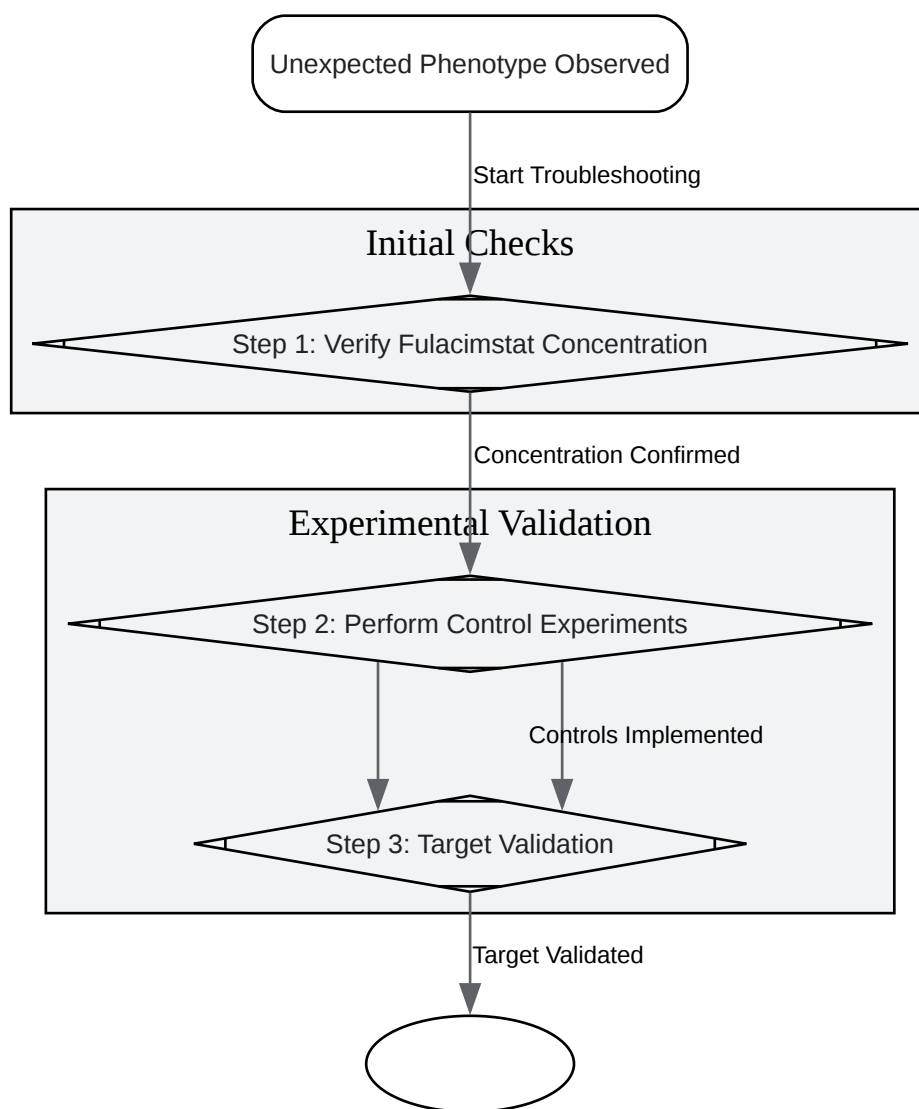 Unexpected Phenotype Observed
Start Troubleshooting
Initial Checks
Step 1: Verify Fulacimstat Concentration
Concentration Confirmed
Experimental Validation
Step 2: Perform Control Experiments
Controls Implemented
Step 3: Target Validation
Target Validated